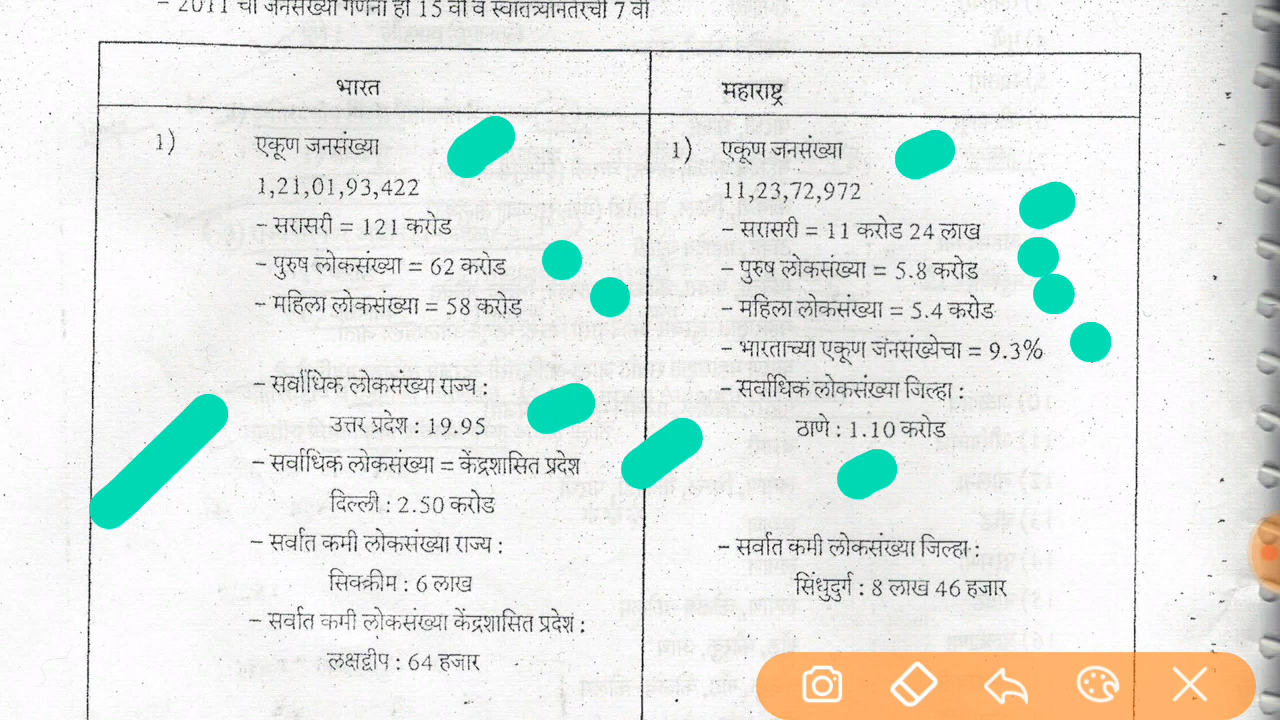 – 2011 ची जनसंख्या गणना ही 15 वी व स्वातंत्र्यानंतरची 7 वी
भारत
1) एकूण जनसंख्या
1,21,01,93,422
– सरासरी = 121 करोड
– पुरुष लोकसंख्या = 62 करोड
– महिला लोकसंख्या = 58 करोड
– सर्वाधिक लोकसंख्या राज्य :
उत्तर प्रदेश : 19.95
– सर्वाधिक लोकसंख्या = केंद्रशासित प्रदेश
दिल्ली : 2.50 करोड
– सर्वात कमी लोकसंख्या राज्य :
सिक्कीम : 6 लाख
– सर्वात कमी लोकसंख्या केंद्रशासित प्रदेश :
लक्षद्वीप : 64 हजार
महाराष्ट्र
1) एकूण जनसंख्या
11,23,72,972
– सरासरी = 11 करोड 24 लाख
– पुरुष लोकसंख्या = 5.8 करोड
– महिला लोकसंख्या = 5.4 करोड
– भारताच्या एकूण जनसंख्येचा = 9.3%
– सर्वाधिक लोकसंख्या जिल्हा :
ठाणे : 1.10 करोड
– सर्वात कमी लोकसंख्या जिल्हा :
सिंधुदुर्ग : 8 लाख 46 हजार